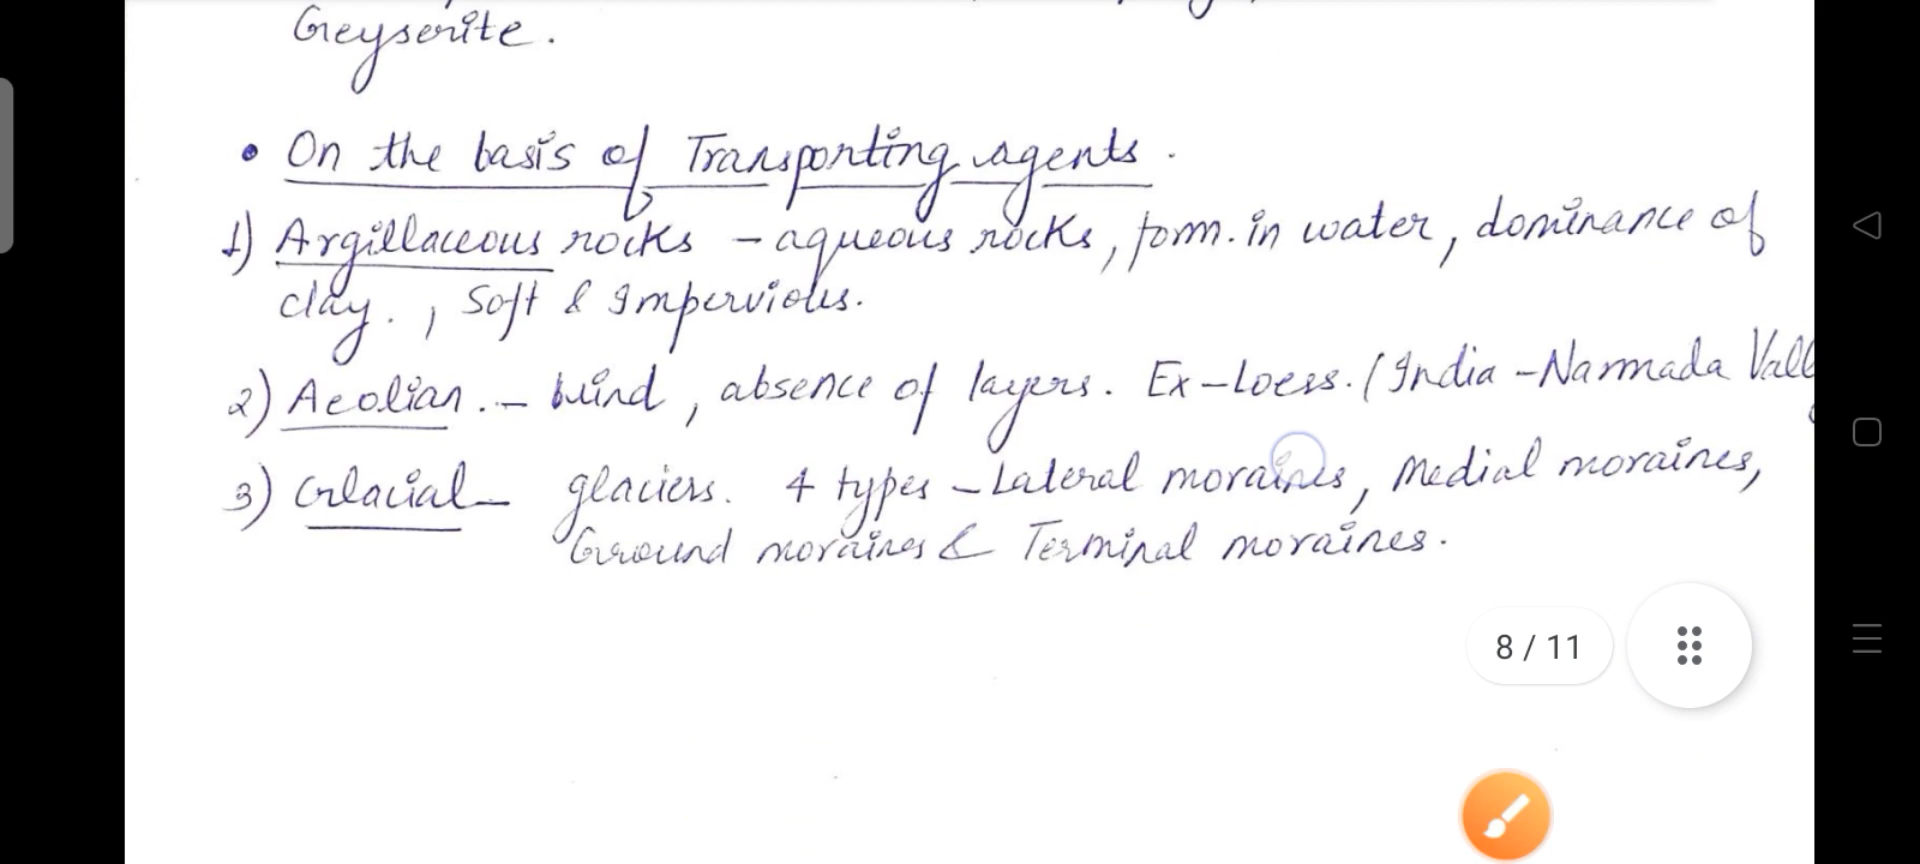 Greyserite.
• On the basis of Transporting agents.
1) Argillaceous rocks - aqueous rocks, form. in water, dominance of
clay., Soft & Impervious.
2) Aeolian. - wind, absence of layers. Ex-Loess. (India - Narmada Vall
3) Glacial - glaciers. 4 types - Lateral moraines, Medial moraines,
Ground moraines & Terminal moraines.
8 / 11